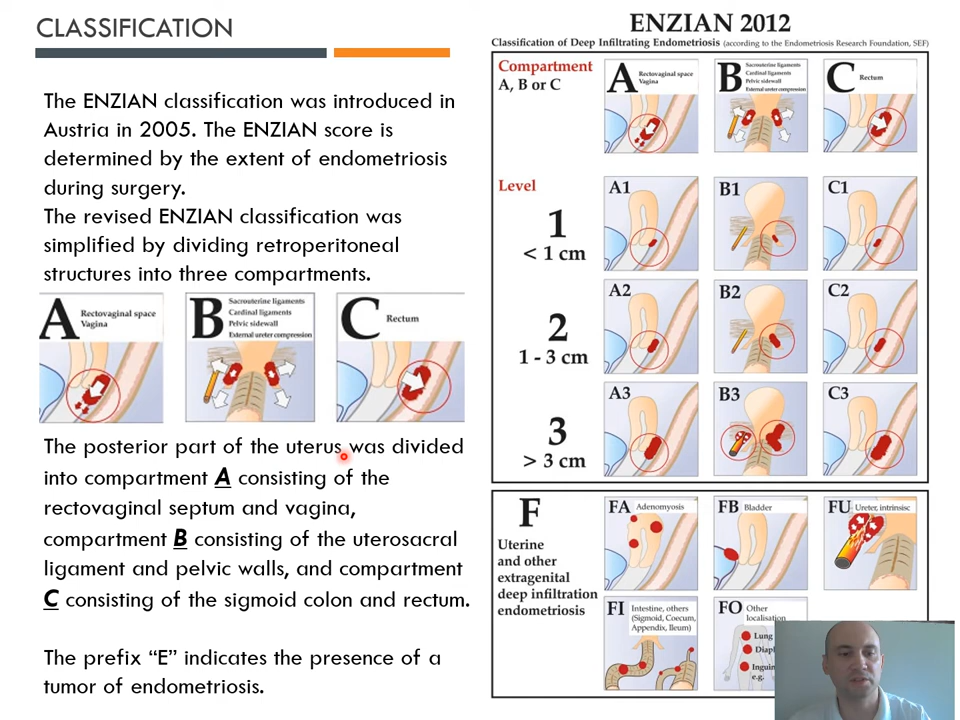 CLASSIFICATION
The ENZIAN classification was introduced in
Austria in 2005. The ENZIAN score is
determined by the extent of endometriosis
during surgery.
The revised ENZIAN classification was
simplified by dividing retroperitoneal
structures into three compartments.
A
Rectovaginal space
Vagina
B
Sacrouterine ligaments
Cardinal ligaments
Pelvic sidewall
External ureter compression
C
Rectum
The posterior part of the uterus was divided
into compartment A consisting of the
rectovaginal septum and vagina,
compartment B consisting of the uterosacral
ligament and pelvic walls, and compartment
C consisting of the sigmoid colon and rectum.
The prefix “E” indicates the presence of a
tumor of endometriosis.
ENZIAN 2012
Classification of Deep Infiltrating Endometriosis (according to the Endometriosis Research Foundation, SEF)
Compartment
A, B or C
A
Rectovaginal space
Vagina
B
Sacrouterine ligaments
Cardinal ligaments
Pelvic sidewall
External ureter compression
C
Rectum
Level
1
< 1 cm
A1
B1
C1
2
1 - 3 cm
A2
B2
C2
3
> 3 cm
A3
B3
C3
F
Uterine
and other
extragenital
deep infiltration
endometriosis
FA Adenomyosis
FB Bladder
FU Ureter, intrinsisc
FI Intestine, others
(Sigmoid, Coecum,
Appendix, Ileum)
FO Other
localisation
Lung
e.g.